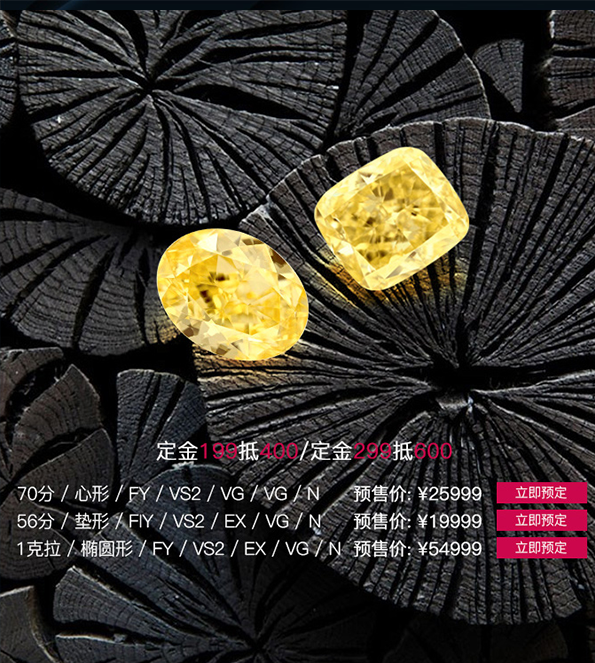 定金199抵400/定金299抵600
70分 / 心形 / FY / VS2 / VG / VG / N 预售价: ¥25999 立即预定
56分 / 垫形 / FIY / VS2 / EX / VG / N 预售价: ¥19999 立即预定
1克拉 / 椭圆形 / FY / VS2 / EX / VG / N 预售价: ¥54999 立即预定